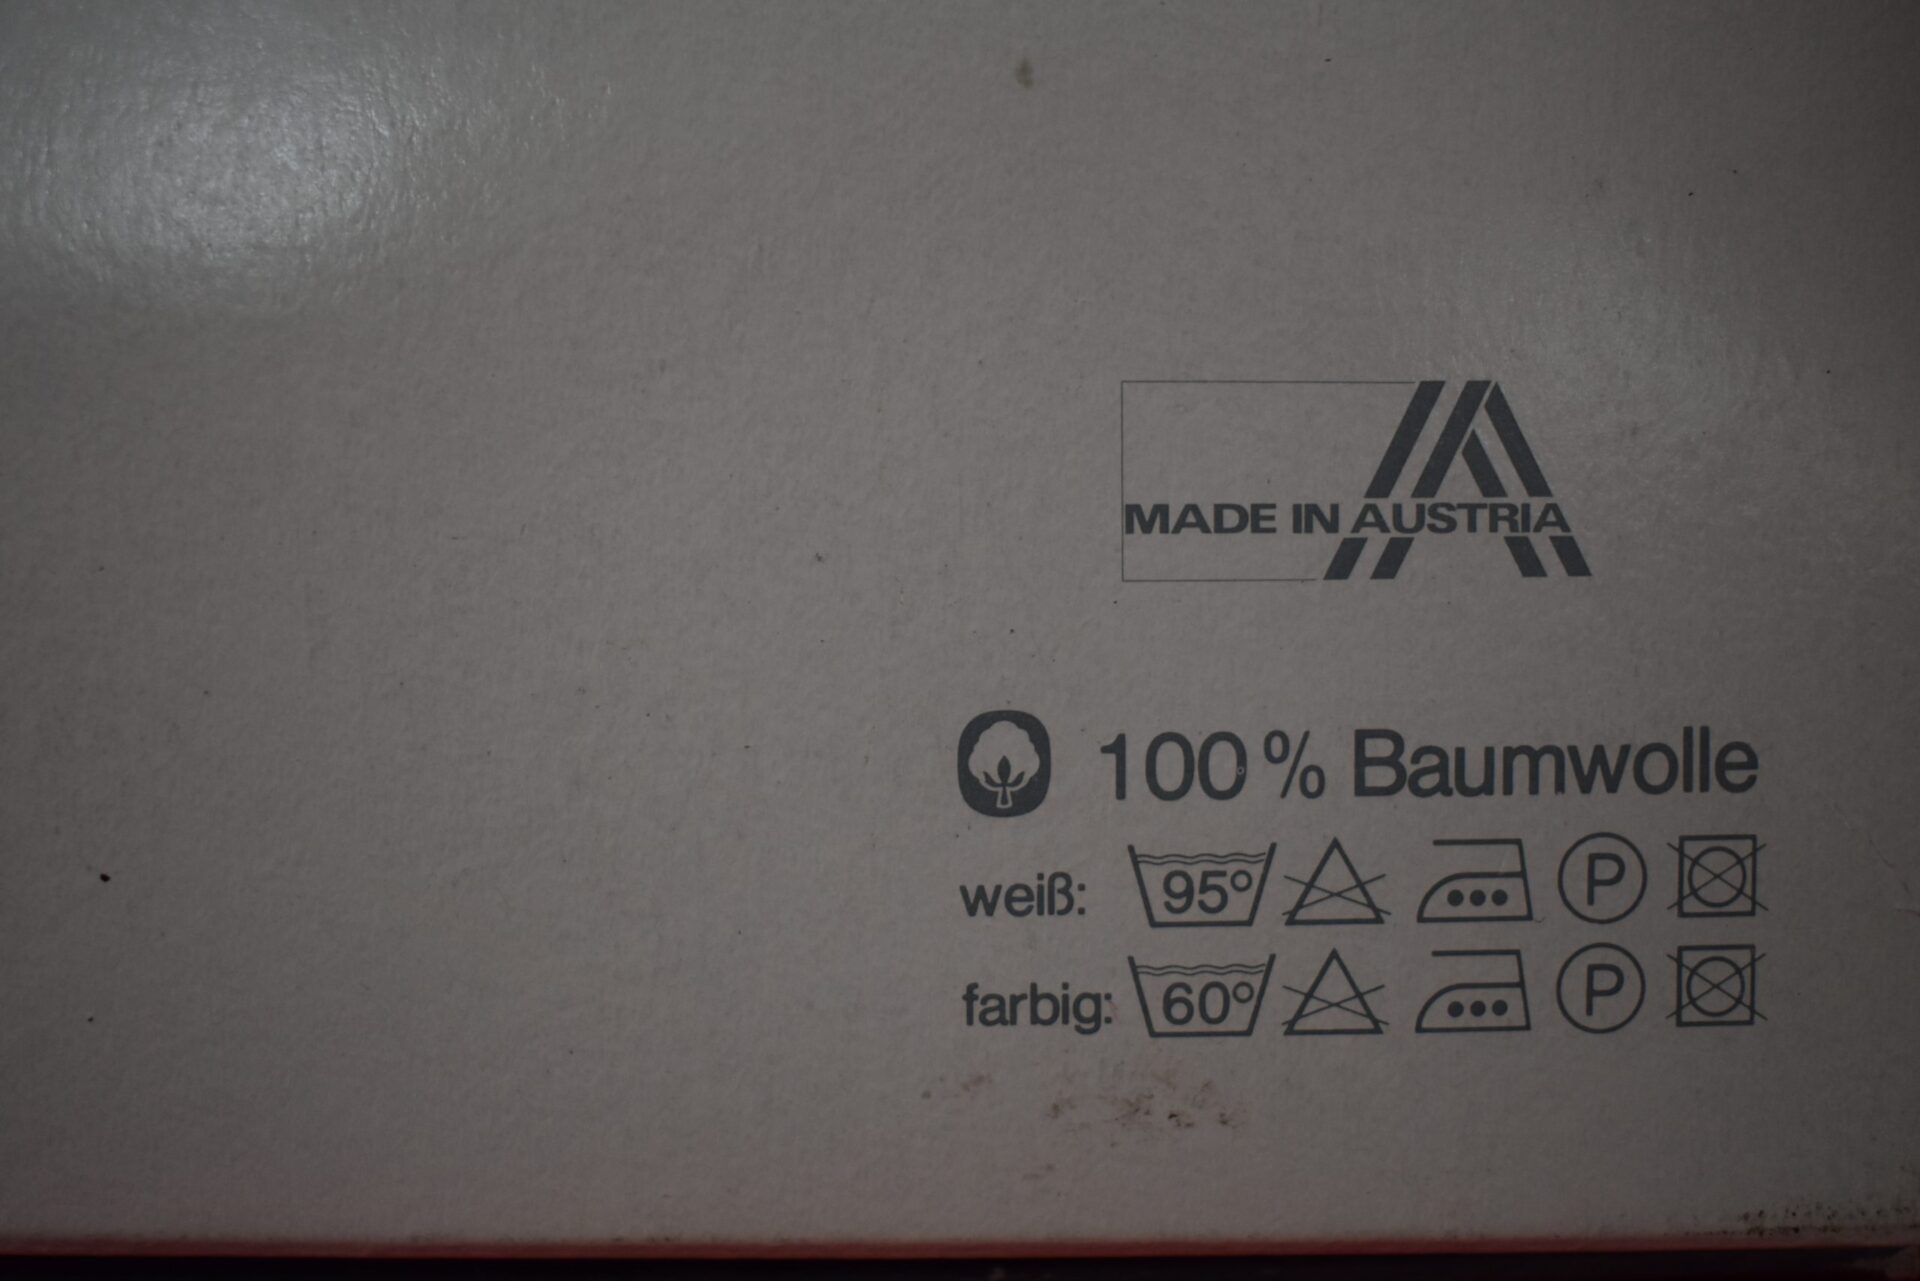 MADE IN AUSTRIA
100% Baumwolle
weiß: 95° P
farbig: 60° P